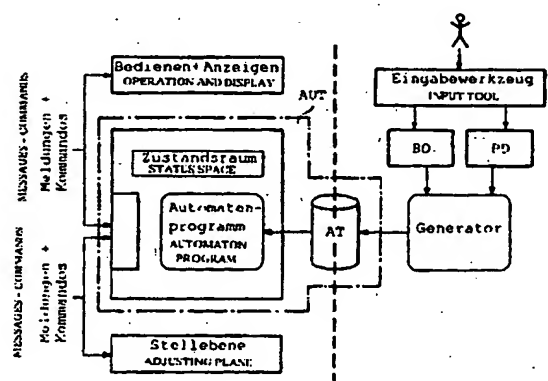 Bedienen+ Anzeigen
OPERATION AND DISPLAY
AUT
Eingabewerkzeug
INPUT TOOL
BO
PD
Generator
AT
Zustandsraum
STATUS SPACE
Automaten-
programm
AUTOMATON
PROGRAM
Stellebene
ADJUSTING PLANE
MESSAGES - COMMANDS
Meldungen +
Kommandos
MESSAGES - COMMANDS
Meldungen +
Kommandos